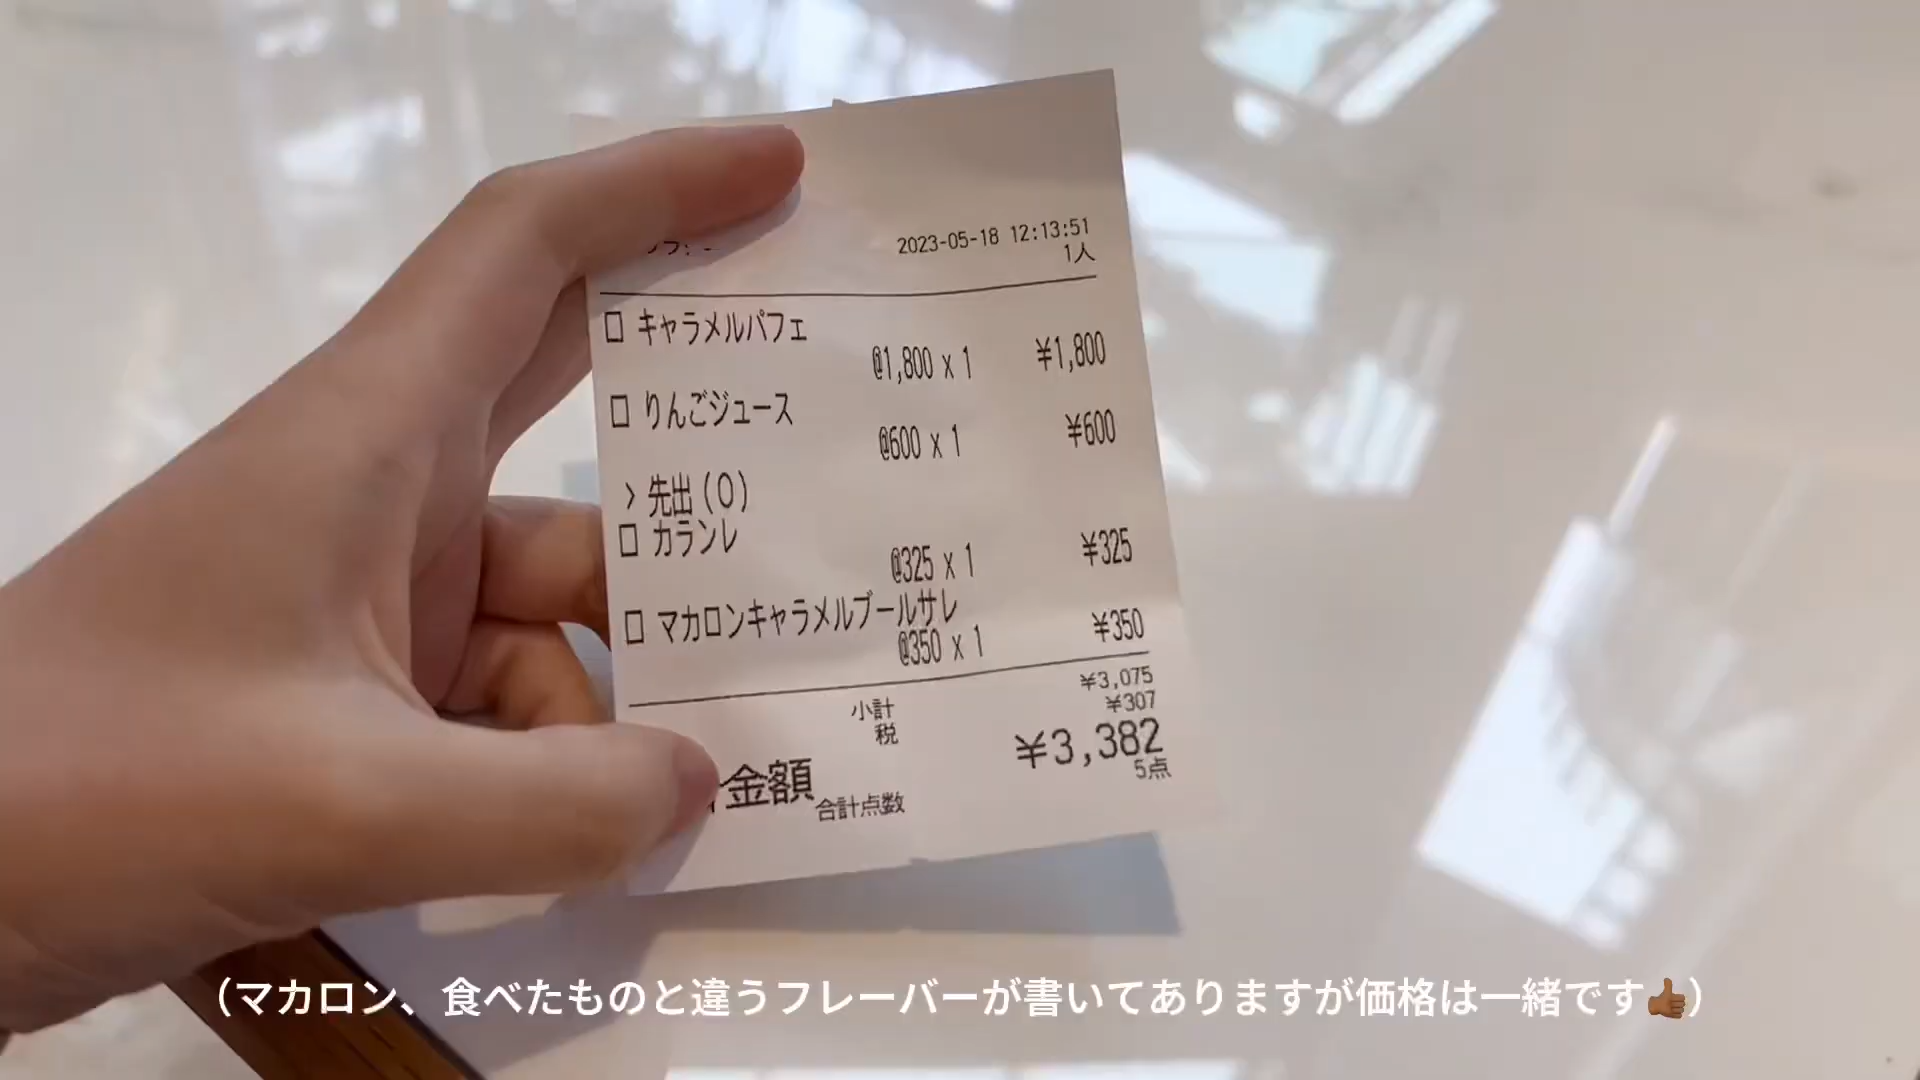 2023-05-18 12:13:51
1人
□ キャラメルパフェ
@1,800 x 1 ¥1,800
□ りんごジュース
@600 x 1 ¥600
> 先出(O)
□ カランレ
@325 x 1 ¥325
□ マカロンキャラメルブールサレ
@350 x 1 ¥350
小計 ¥3,075
税 ¥307
金額 ¥3,382
合計点数 5点
（マカロン、食べたものと違うフレーバーが書いてありますが価格は一緒です👍🏾）